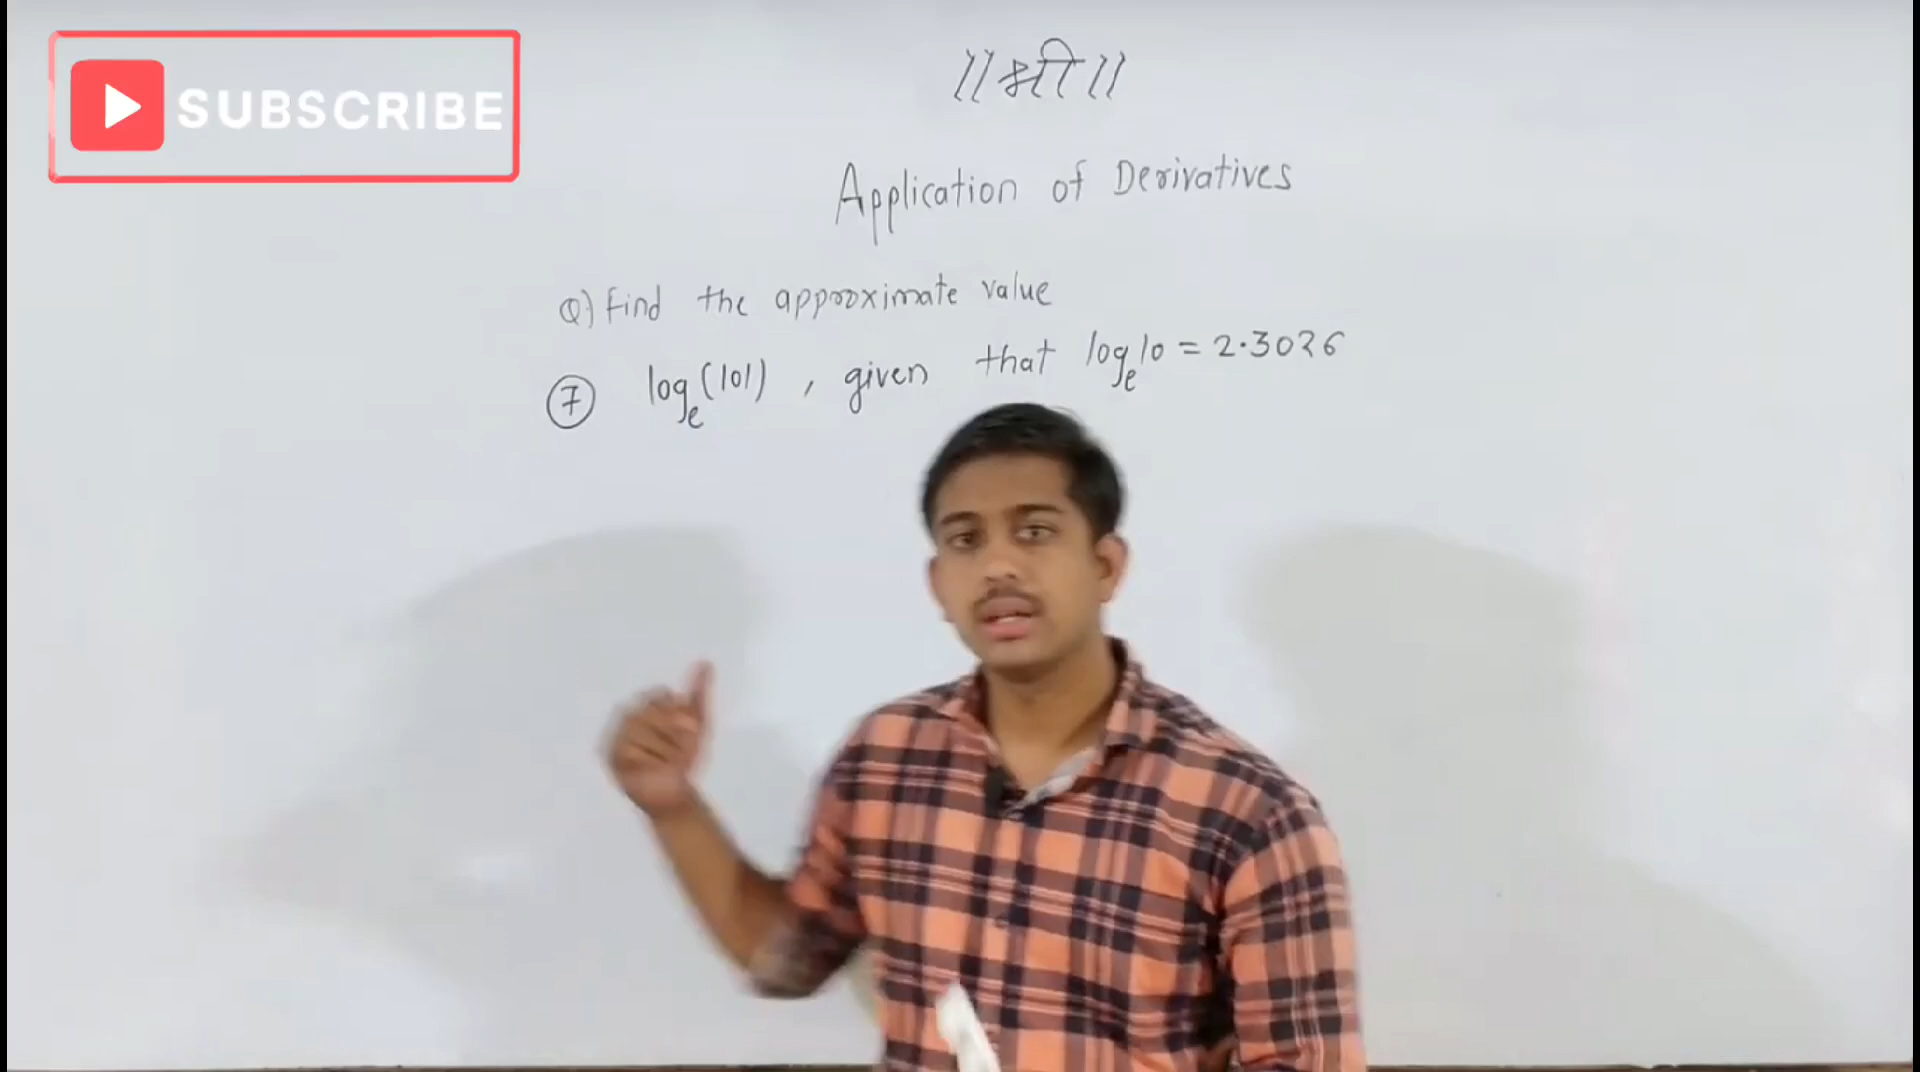 SUBSCRIBE
॥श्री॥
Application of Derivatives
Q) Find the approximate value
⑦ logₑ(101) , given that logₑ10 = 2.3026